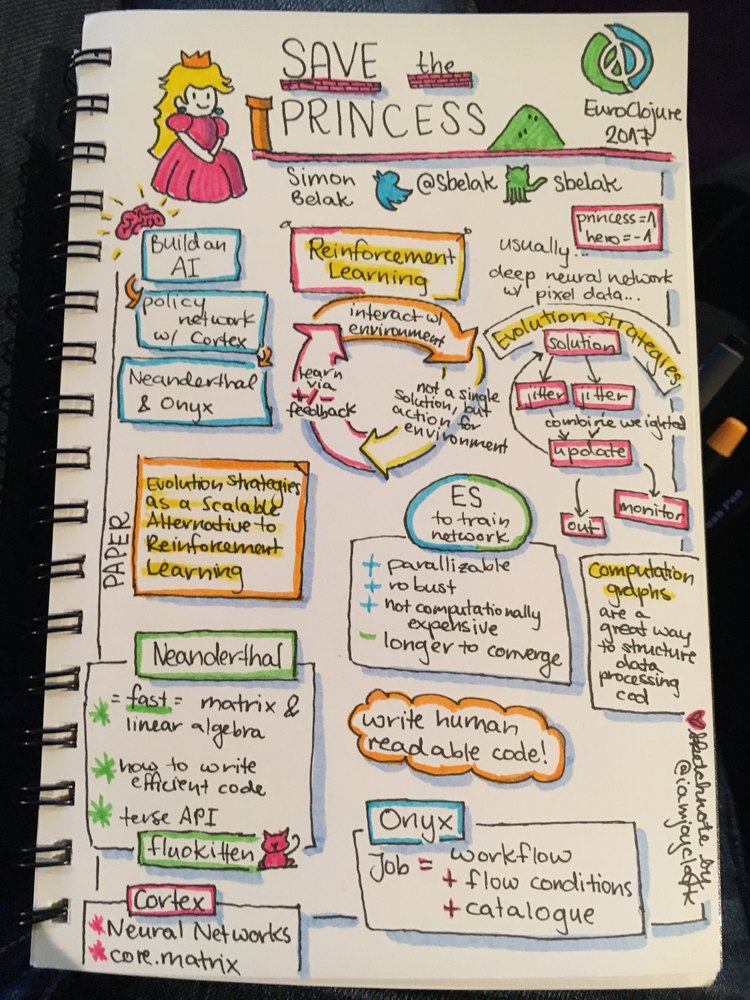 SAVE the
PRINCESS
EuroClojure
2017
Simon
Belak
@Sbelak
Sbelak
princess=1
hero=-1
Build an
AI
policy
network
w/ Cortex
Neanderthal
& Onyx
Reinforcement
Learning
interact w/
environment
not a single
solution, but
action for
environment
learn
via
+/-
feedback
usually...
deep neural network
w/ pixel data...
Evolution Strategies
solution
jitter jitter
combine weighted
update
out
monitor
PAPER
Evolution Strategies
as a Scalable
Alternative to
Reinforcement
Learning
ES
to train
network
+ parallizable
+ robust
+ not computationally
expensive
- longer to converge
Computation
graphs
are a
great way
to structure
data
processing
cod
Neanderthal
= fast = matrix &
linear algebra
* how to write
efficient code
* terse API
fluokitten
write human
readable code!
Onyx
Job = workflow
+ flow conditions
+ catalogue
Cortex
* Neural Networks
* core.matrix
sketchnote by